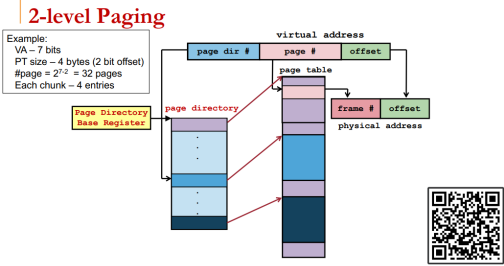 2-level Paging
Example:
VA – 7 bits
PT size – 4 bytes (2 bit offset)
#page = 2⁷⁻² = 32 pages
Each chunk – 4 entries
virtual address
page dir # page # offset
page table
frame # offset
physical address
Page Directory
Base Register
page directory